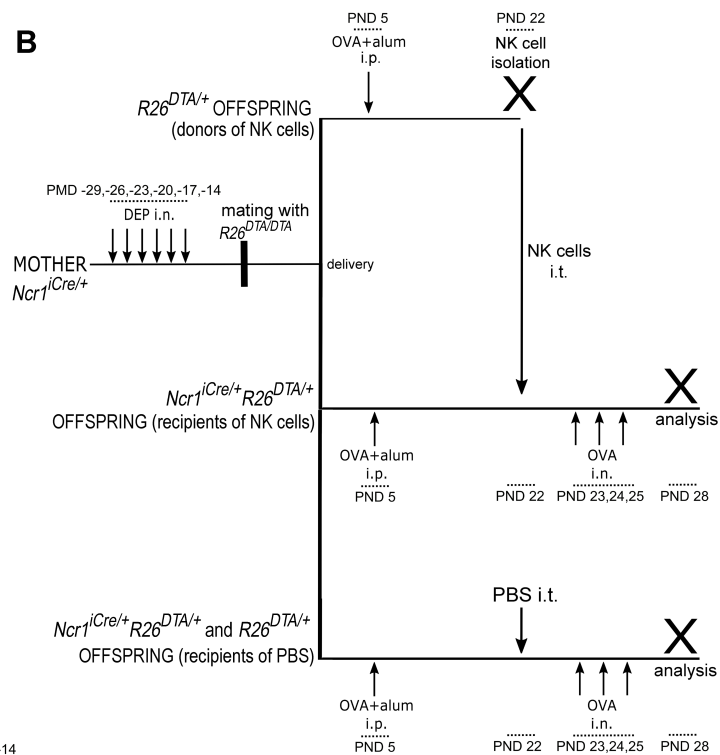 B
PND 5
OVA+alum
i.p.
PND 22
NK cell
isolation
X
R26DTA/+ OFFSPRING
(donors of NK cells)
PMD -29,-26,-23,-20,-17,-14
DEP i.n.
mating with
R26DTA/DTA
MOTHER
Ncr1iCre/+
delivery
NK cells
i.t.
Ncr1iCre/+R26DTA/+
OFFSPRING (recipients of NK cells)
X
analysis
OVA+alum
i.p.
PND 5
PND 22
OVA
i.n.
PND 23,24,25
PND 28
PBS i.t.
Ncr1iCre/+R26DTA/+ and R26DTA/+
OFFSPRING (recipients of PBS)
X
analysis
OVA+alum
i.p.
PND 5
PND 22
OVA
i.n.
PND 23,24,25
PND 28
-14